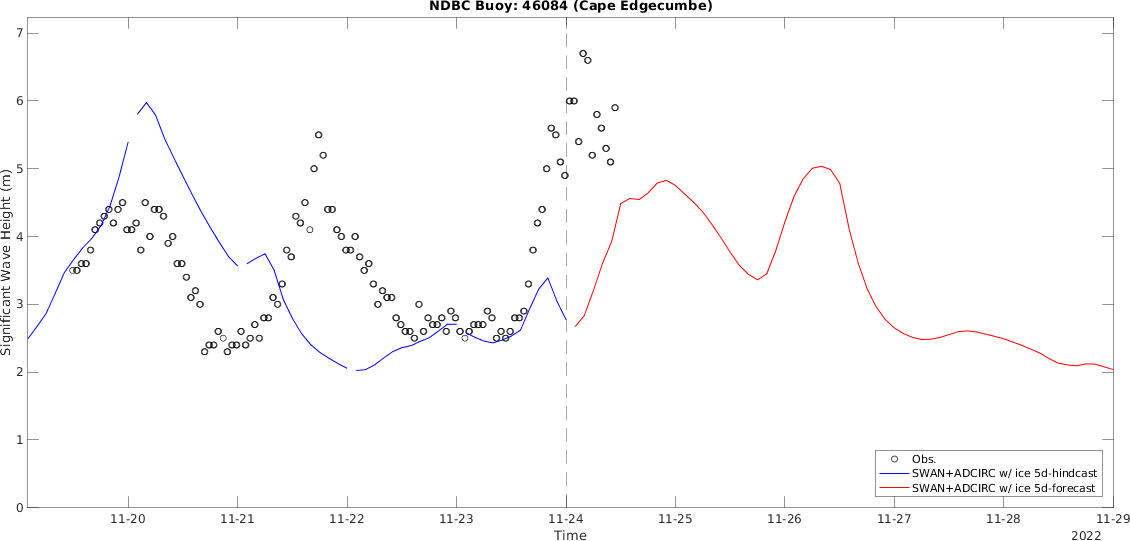 NDBC Buoy: 46084 (Cape Edgecumbe)
Significant Wave Height (m)
7
6
5
4
3
2
1
0
Obs.
SWAN+ADCIRC w/ ice 5d-hindcast
SWAN+ADCIRC w/ ice 5d-forecast
11-20 11-21 11-22 11-23 11-24 11-25 11-26 11-27 11-28 11-29
Time
2022